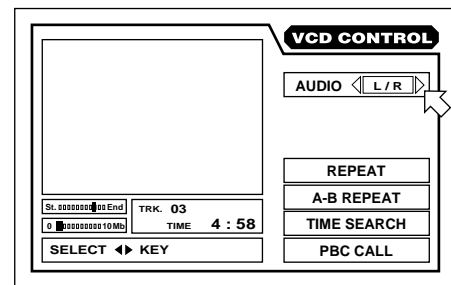 VCD CONTROL
AUDIO L / R
REPEAT
A-B REPEAT
TIME SEARCH
PBC CALL
St. End
0 10Mb
TRK. 03
TIME 4 : 58
SELECT ◀▶ KEY